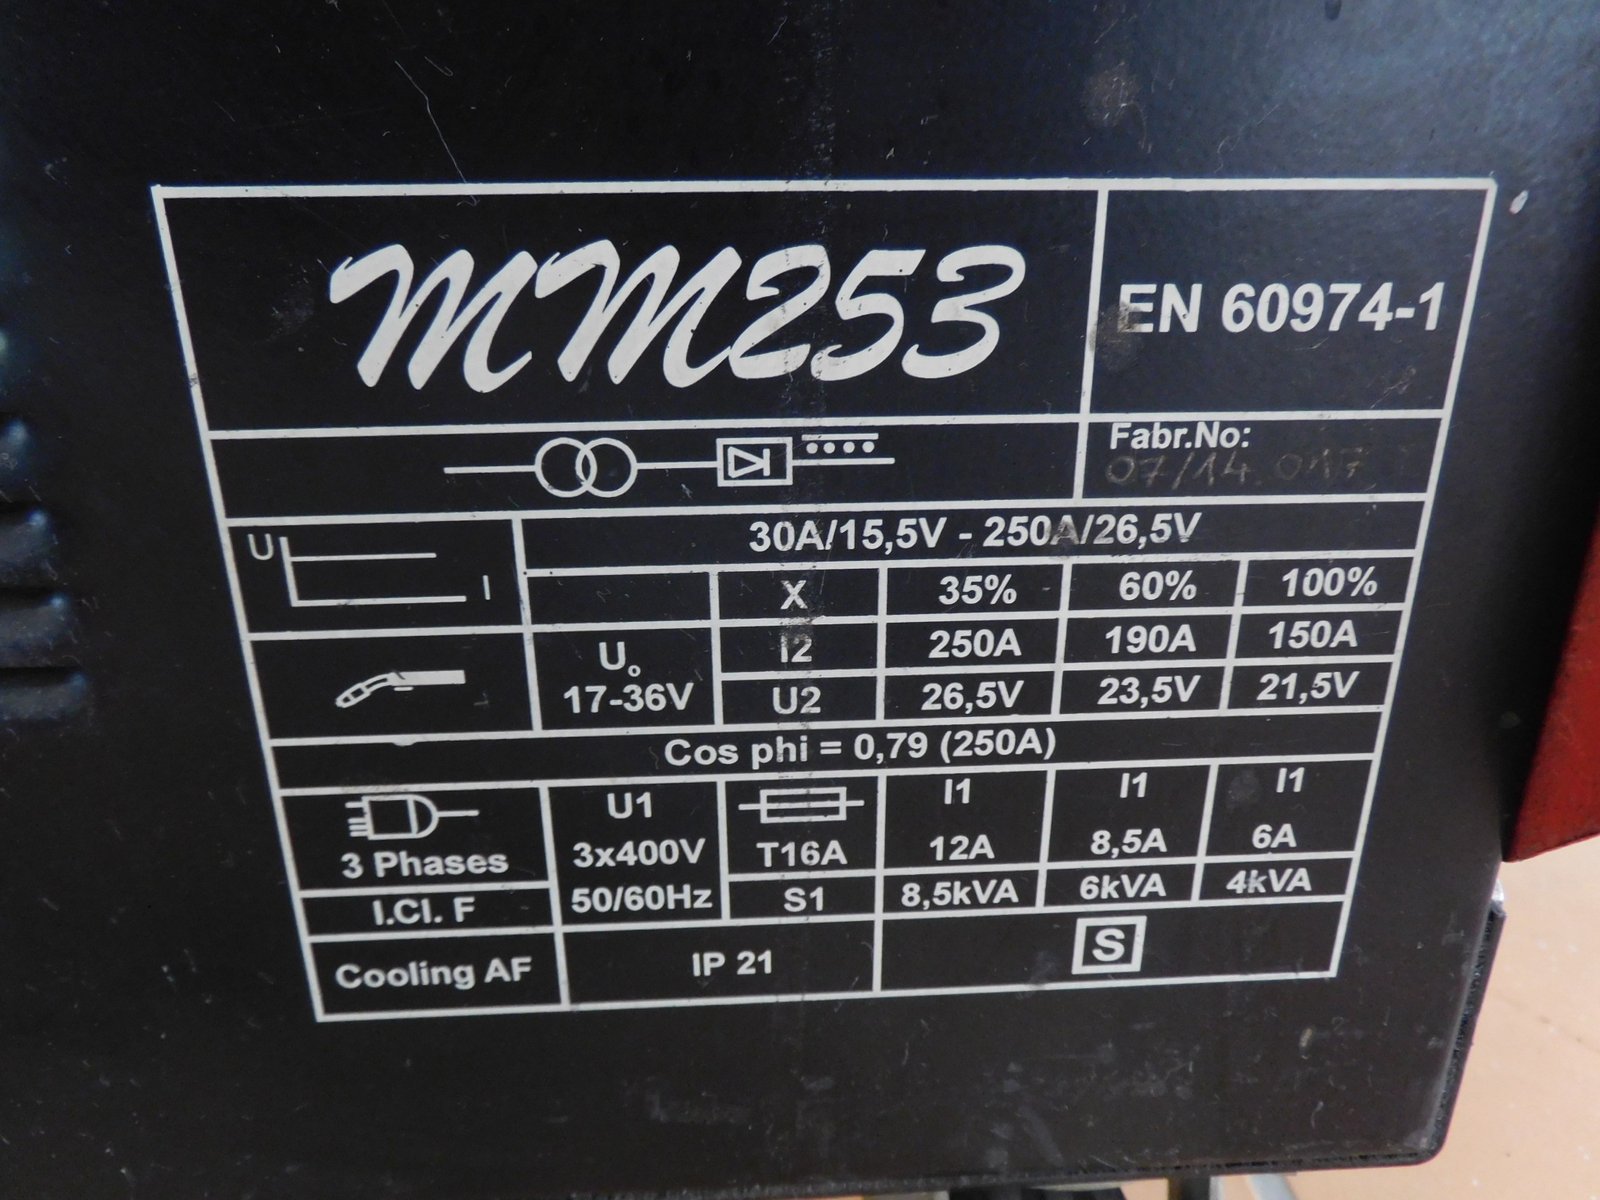 MM253
EN 60974-1
Fabr.No:
07/14.017
U
I
30A/15,5V - 250A/26,5V
X 35% 60% 100%
Uo
17-36V
I2 250A 190A 150A
U2 26,5V 23,5V 21,5V
Cos phi = 0,79 (250A)
3 Phases
U1
3x400V
50/60Hz
T16A
I1 I1 I1
12A 8,5A 6A
I.Cl. F
S1 8,5kVA 6kVA 4kVA
Cooling AF
IP 21
S